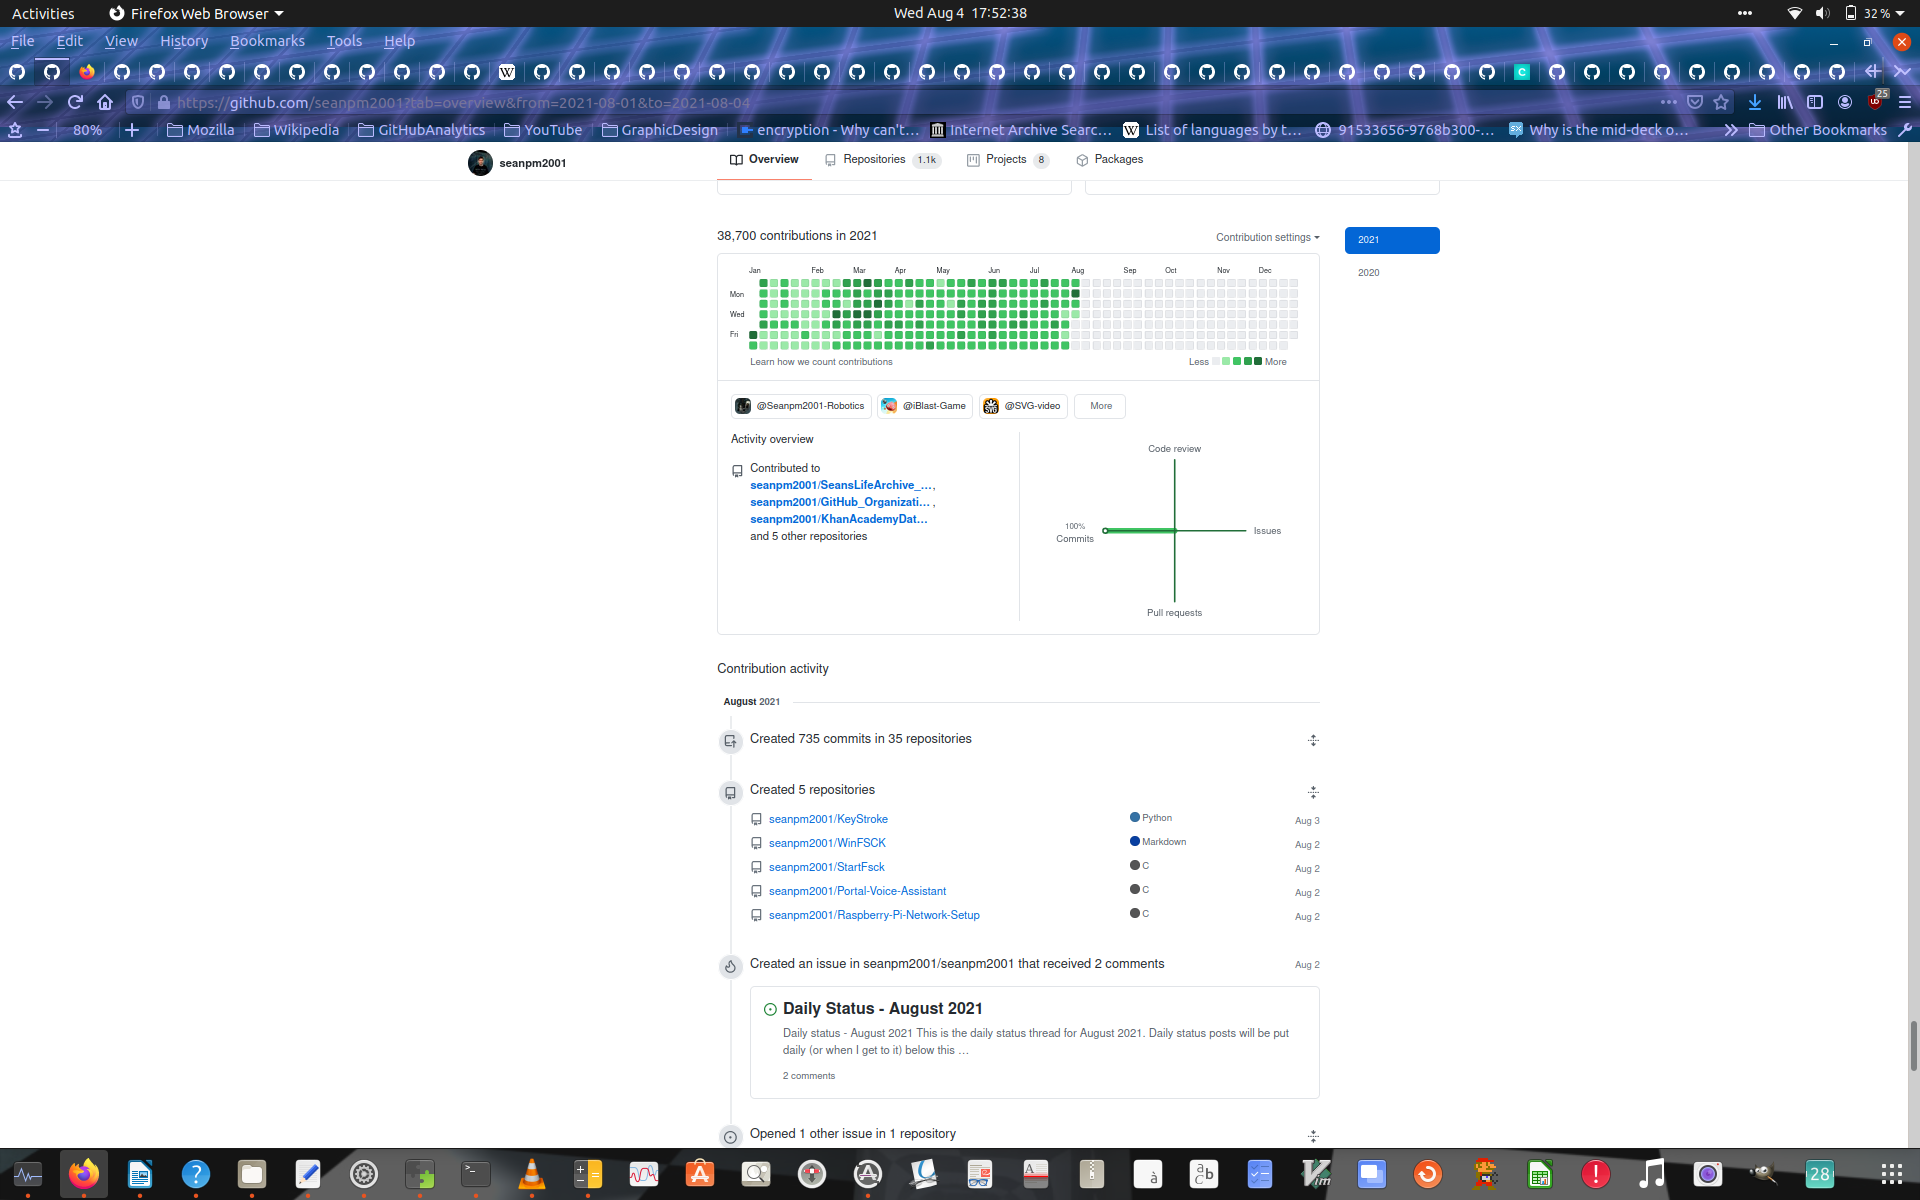 Activities Firefox Web Browser Wed Aug 4 17:52:38 32 %
File Edit View History Bookmarks Tools Help
https://github.com/seanpm2001?tab=overview&from=2021-08-01&to=2021-08-04 25
80% Mozilla Wikipedia GitHubAnalytics YouTube GraphicDesign encryption - Why can't… Internet Archive Searc… List of languages by t… 91533656-9768b300-… Why is the mid-deck o… Other Bookmarks
seanpm2001 Overview Repositories 1.1k Projects 8 Packages
38,700 contributions in 2021 Contribution settings 2021
2020
Jan Feb Mar Apr May Jun Jul Aug Sep Oct Nov Dec
Mon
Wed
Fri
Learn how we count contributions Less More
@Seanpm2001-Robotics @iBlast-Game SVG @SVG-video More
Activity overview
Contributed to
seanpm2001/SeansLifeArchive_…,
seanpm2001/GitHub_Organizati… ,
seanpm2001/KhanAcademyDat…
and 5 other repositories
Code review
100%
Commits
Issues
Pull requests
Contribution activity
August 2021
Created 735 commits in 35 repositories
Created 5 repositories
seanpm2001/KeyStroke Python Aug 3
seanpm2001/WinFSCK Markdown Aug 2
seanpm2001/StartFsck C Aug 2
seanpm2001/Portal-Voice-Assistant C Aug 2
seanpm2001/Raspberry-Pi-Network-Setup C Aug 2
Created an issue in seanpm2001/seanpm2001 that received 2 comments Aug 2
Daily Status - August 2021
Daily status - August 2021 This is the daily status thread for August 2021. Daily status posts will be put
daily (or when I get to it) below this …
2 comments
Opened 1 other issue in 1 repository
28